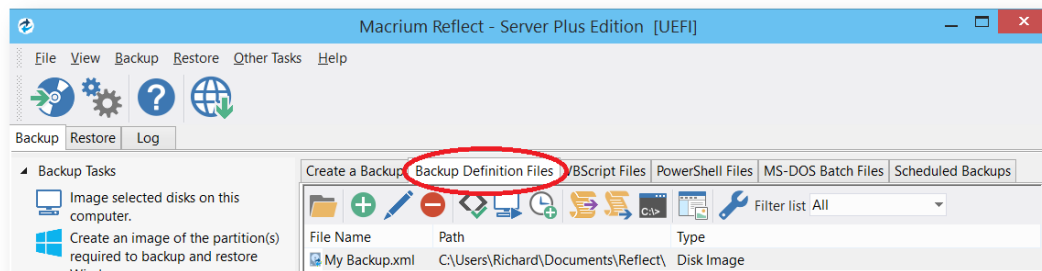 Macrium Reflect - Server Plus Edition [UEFI]
File View Backup Restore Other Tasks Help
Backup Restore Log
Backup Tasks
Create a Backup Backup Definition Files VBScript Files PowerShell Files MS-DOS Batch Files Scheduled Backups
Image selected disks on this
computer.
C:\>
Filter list All
Create an image of the partition(s)
required to backup and restore
File Name Path Type
My Backup.xml C:\Users\Richard\Documents\Reflect\ Disk Image